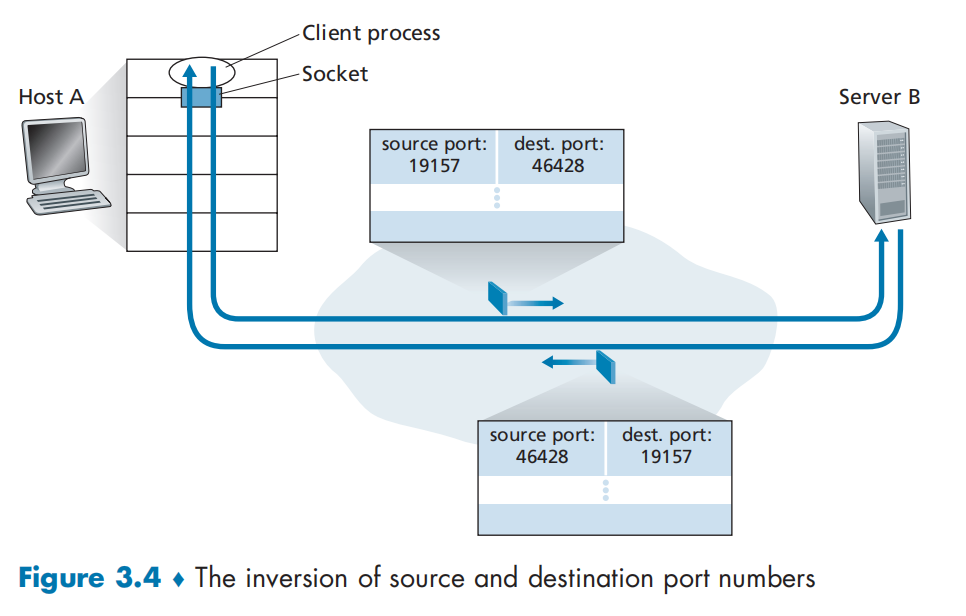 Client process
Socket
Host A
Server B
source port: dest. port:
19157 46428
source port: dest. port:
46428 19157
Figure 3.4 ♦ The inversion of source and destination port numbers